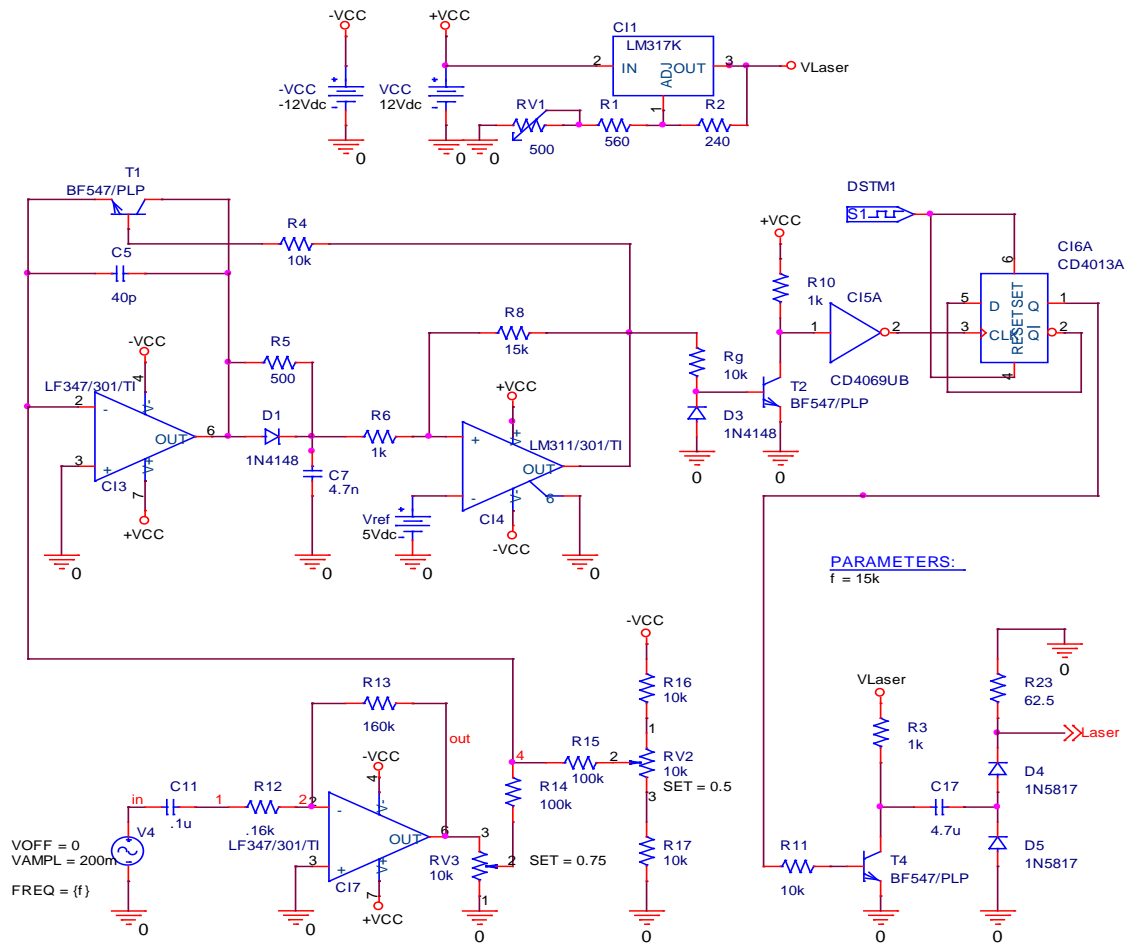 -VCC
+VCC
CI1
LM317K
2
IN
OUT
3
ADJ
1
VLaser
-VCC
-12Vdc
VCC
12Vdc
RV1
500
R1
560
R2
240
0
0
0
T1
BF547/PLP
R4
10k
C5
40p
R8
15k
-VCC
4
R5
500
LF347/301/TI
2
-
V-
OUT
6
3
+
V+
7
CI3
+VCC
D1
1N4148
R6
1k
C7
4.7n
+VCC
LM311/301/TI
+
V+
OUT
-
V-
6
CI4
-VCC
Vref
5Vdc
0
0
0
0
Rg
10k
D3
1N4148
0
+VCC
R10
1k
T2
BF547/PLP
0
CI5A
1
2
CD4069UB
DSTM1
S1
CI6A
CD4013A
6
5
D
Q
1
3
CLK
Q
2
SET
RESET
4
PARAMETERS:
f = 15k
R13
160k
out
-VCC
4
in
C11
.1u
1
R12
.16k
2
2
-
V-
OUT
6
LF347/301/TI
3
+
V+
7
CI7
+VCC
V4
VOFF = 0
VAMPL = 200m
FREQ = {f}
0
0
3
RV3
10k
2
SET = 0.75
1
0
4
R14
100k
R15
100k
-VCC
R16
10k
1
2
RV2
10k
SET = 0.5
3
R17
10k
0
VLaser
R3
1k
R11
10k
T4
BF547/PLP
0
C17
4.7u
0
R23
62.5
Laser
D4
1N5817
D5
1N5817
0